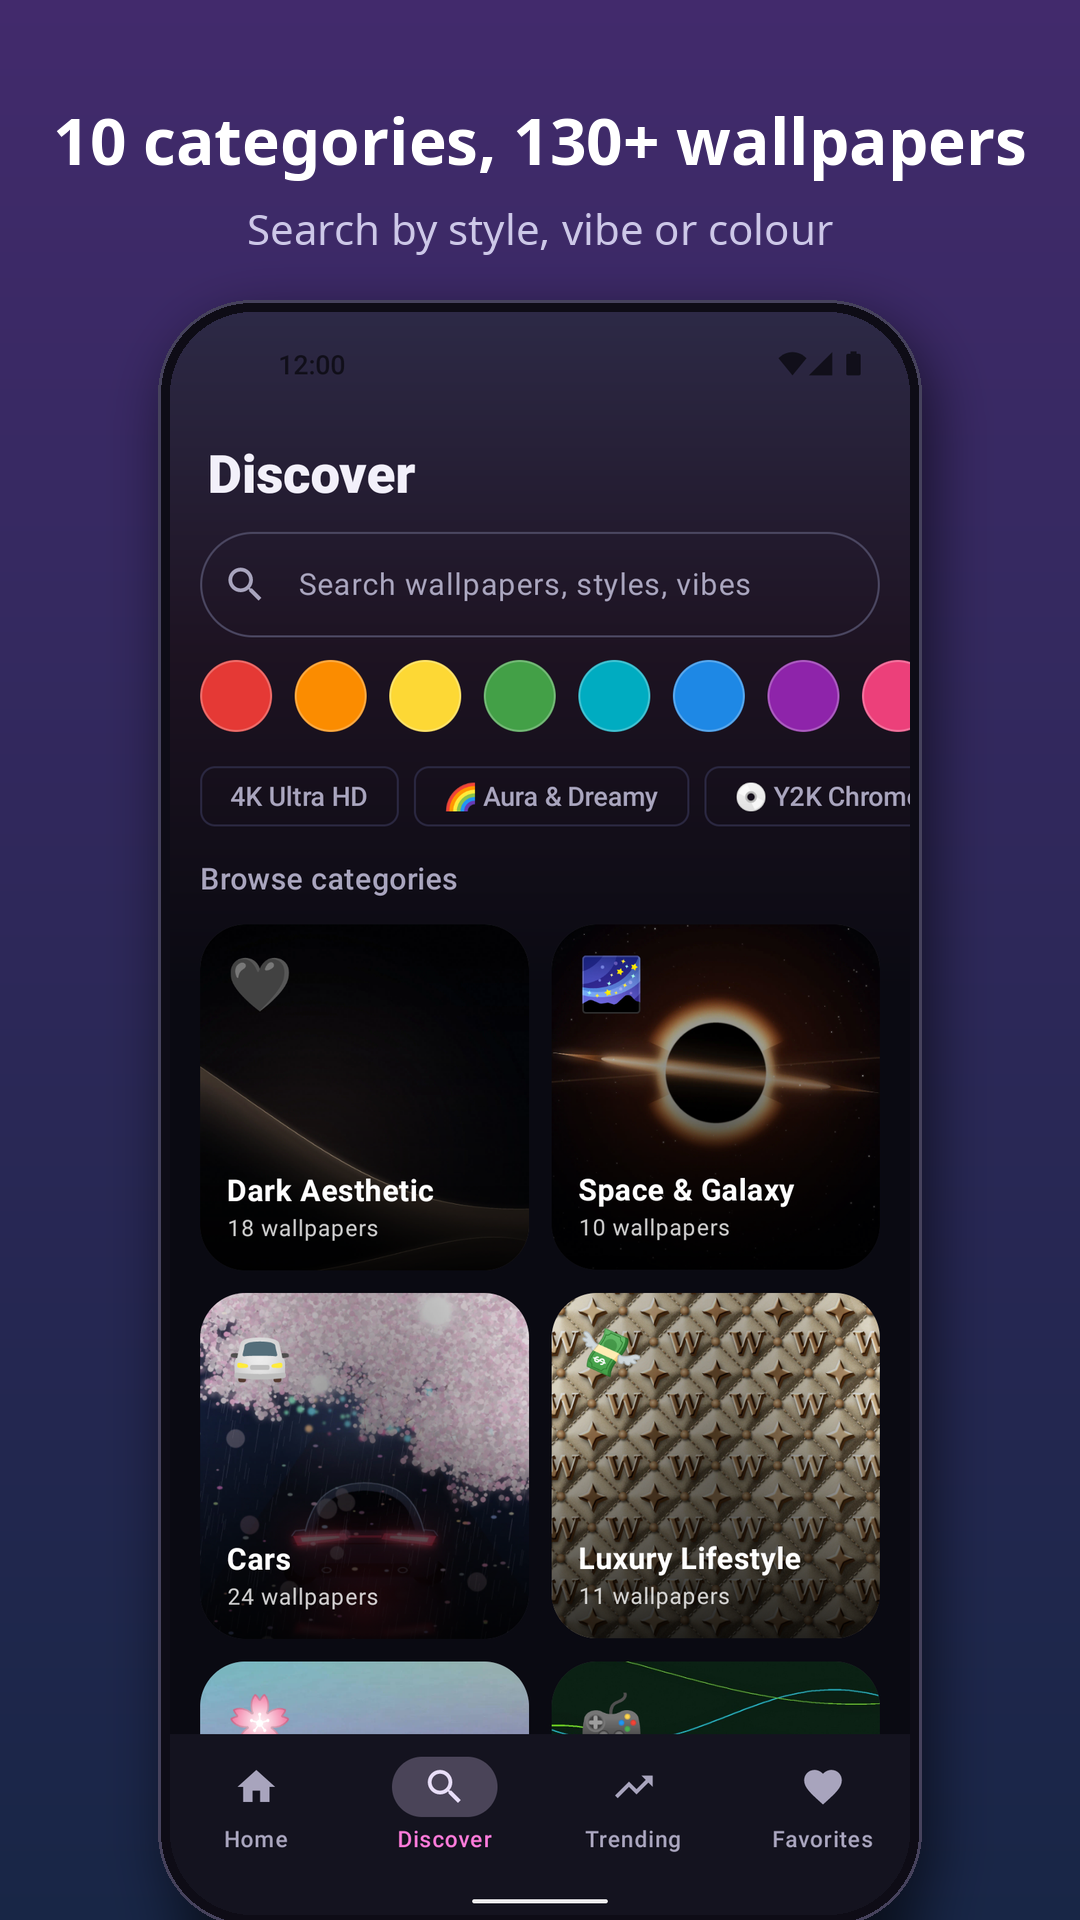 10 categories, 130+ wallpapers
Search by style, vibe or colour
12:00
Discover
Search wallpapers, styles, vibes
4K Ultra HD
Aura & Dreamy
Y2K Chrome
Browse categories
Dark Aesthetic
18 wallpapers
Space & Galaxy
10 wallpapers
Cars
24 wallpapers
Luxury Lifestyle
11 wallpapers
Home
Discover
Trending
Favorites